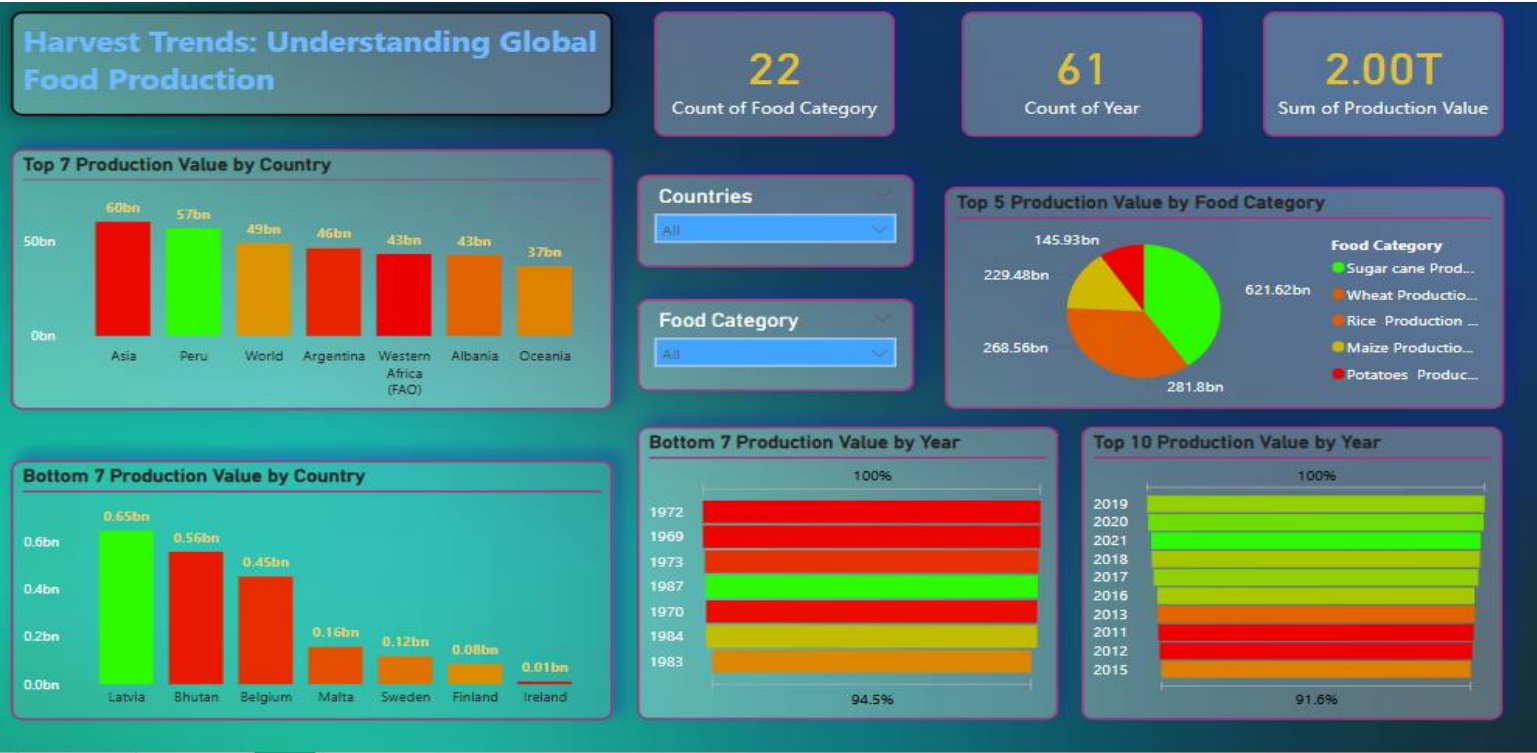 Harvest Trends: Understanding Global
Food Production
22
Count of Food Category
61
Count of Year
2.00T
Sum of Production Value
Top 7 Production Value by Country
60bn
57bn
49bn
46bn
43bn
43bn
37bn
50bn
0bn
Asia
Peru
World
Argentina
Western
Africa
(FAO)
Albania
Oceania
Countries
All
Food Category
All
Top 5 Production Value by Food Category
145.93bn
229.48bn
268.56bn
281.8bn
621.62bn
Food Category
Sugar cane Prod...
Wheat Productio...
Rice Production ...
Maize Productio...
Potatoes Produc...
Bottom 7 Production Value by Country
0.65bn
0.56bn
0.45bn
0.16bn
0.12bn
0.08bn
0.01bn
0.6bn
0.4bn
0.2bn
0.0bn
Latvia
Bhutan
Belgium
Malta
Sweden
Finland
Ireland
Bottom 7 Production Value by Year
100%
1972
1969
1973
1987
1970
1984
1983
94.5%
Top 10 Production Value by Year
100%
2019
2020
2021
2018
2017
2016
2013
2011
2012
2015
91.6%